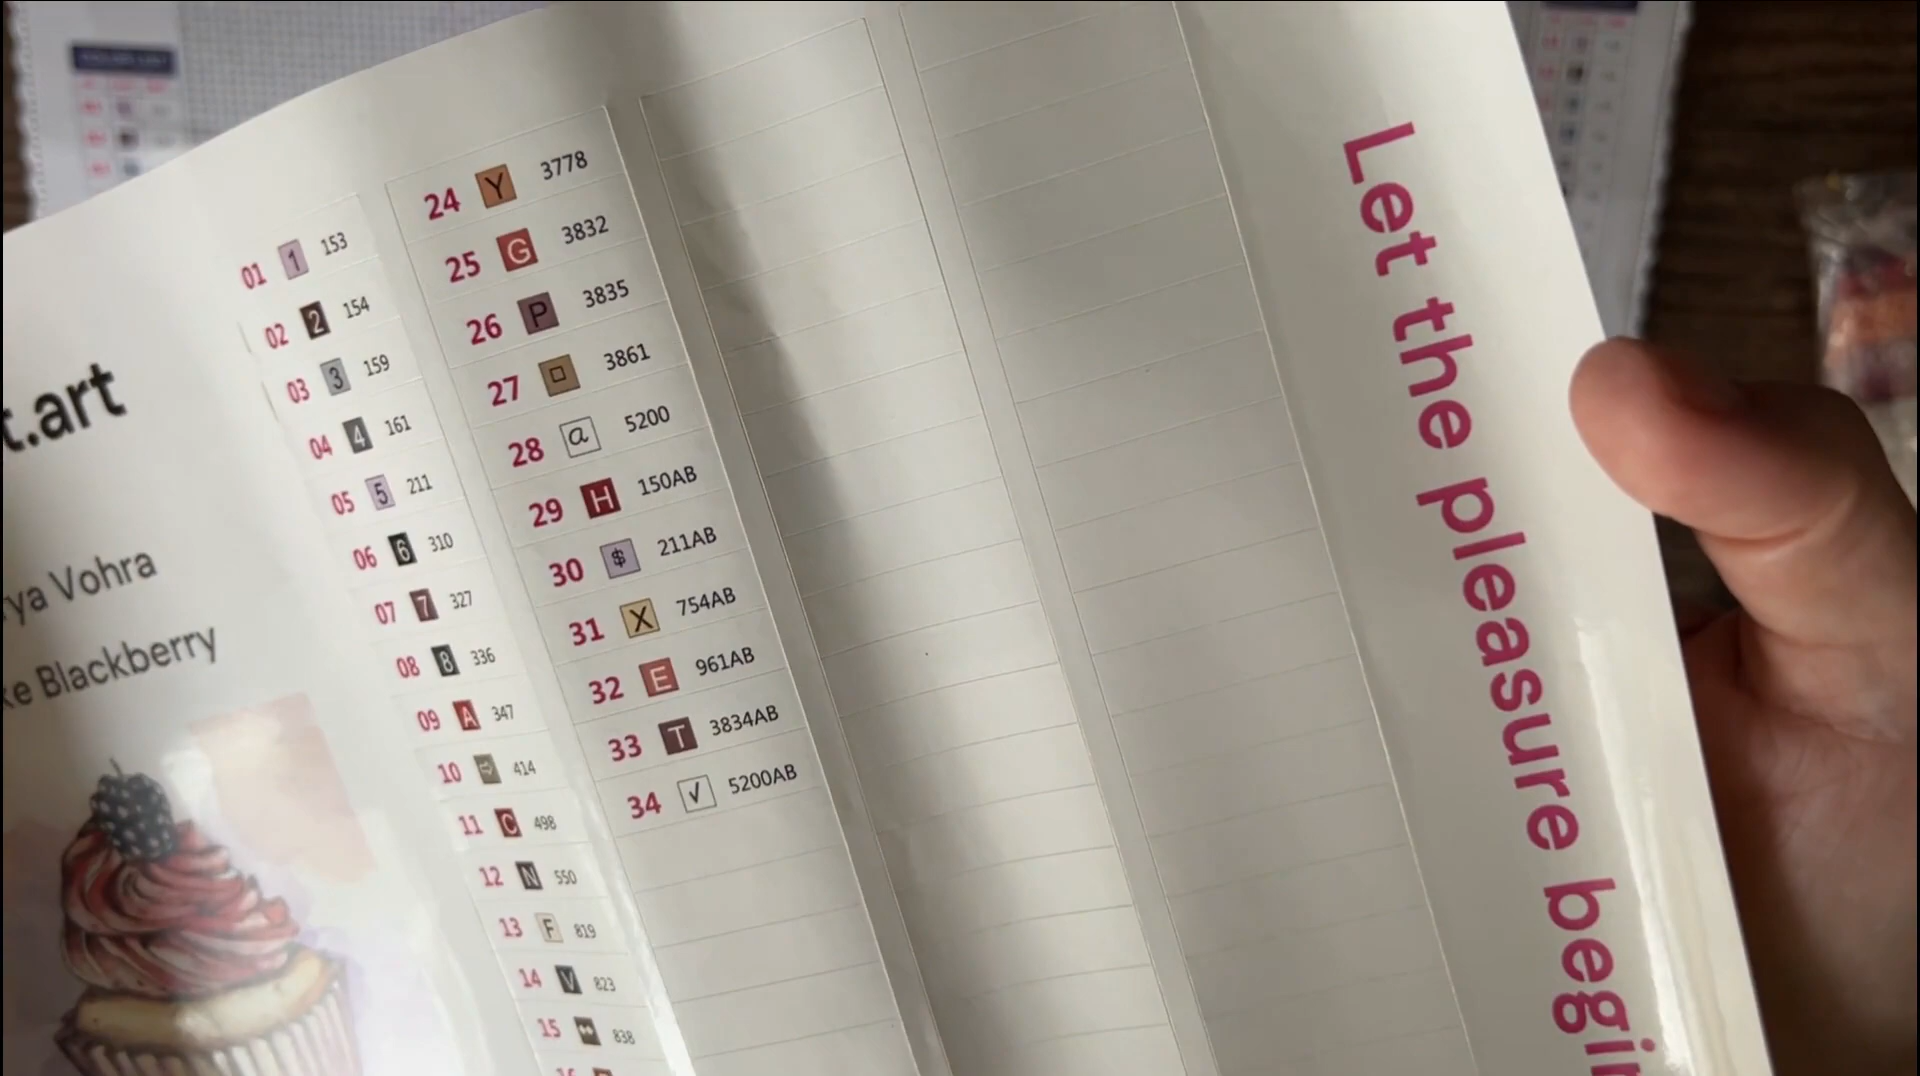 t.art
rya Vohra
ke Blackberry
01 1 153
02 2 154
03 3 159
04 4 161
05 5 211
06 6 310
07 7 327
08 8 336
09 A 347
10 414
11 C 498
12 N 550
13 F 819
14 V 823
15 838
24 Y 3778
25 G 3832
26 P 3835
27 3861
28 a 5200
29 H 150AB
30 $ 211AB
31 X 754AB
32 E 961AB
33 T 3834AB
34 √ 5200AB
Let the pleasure begin